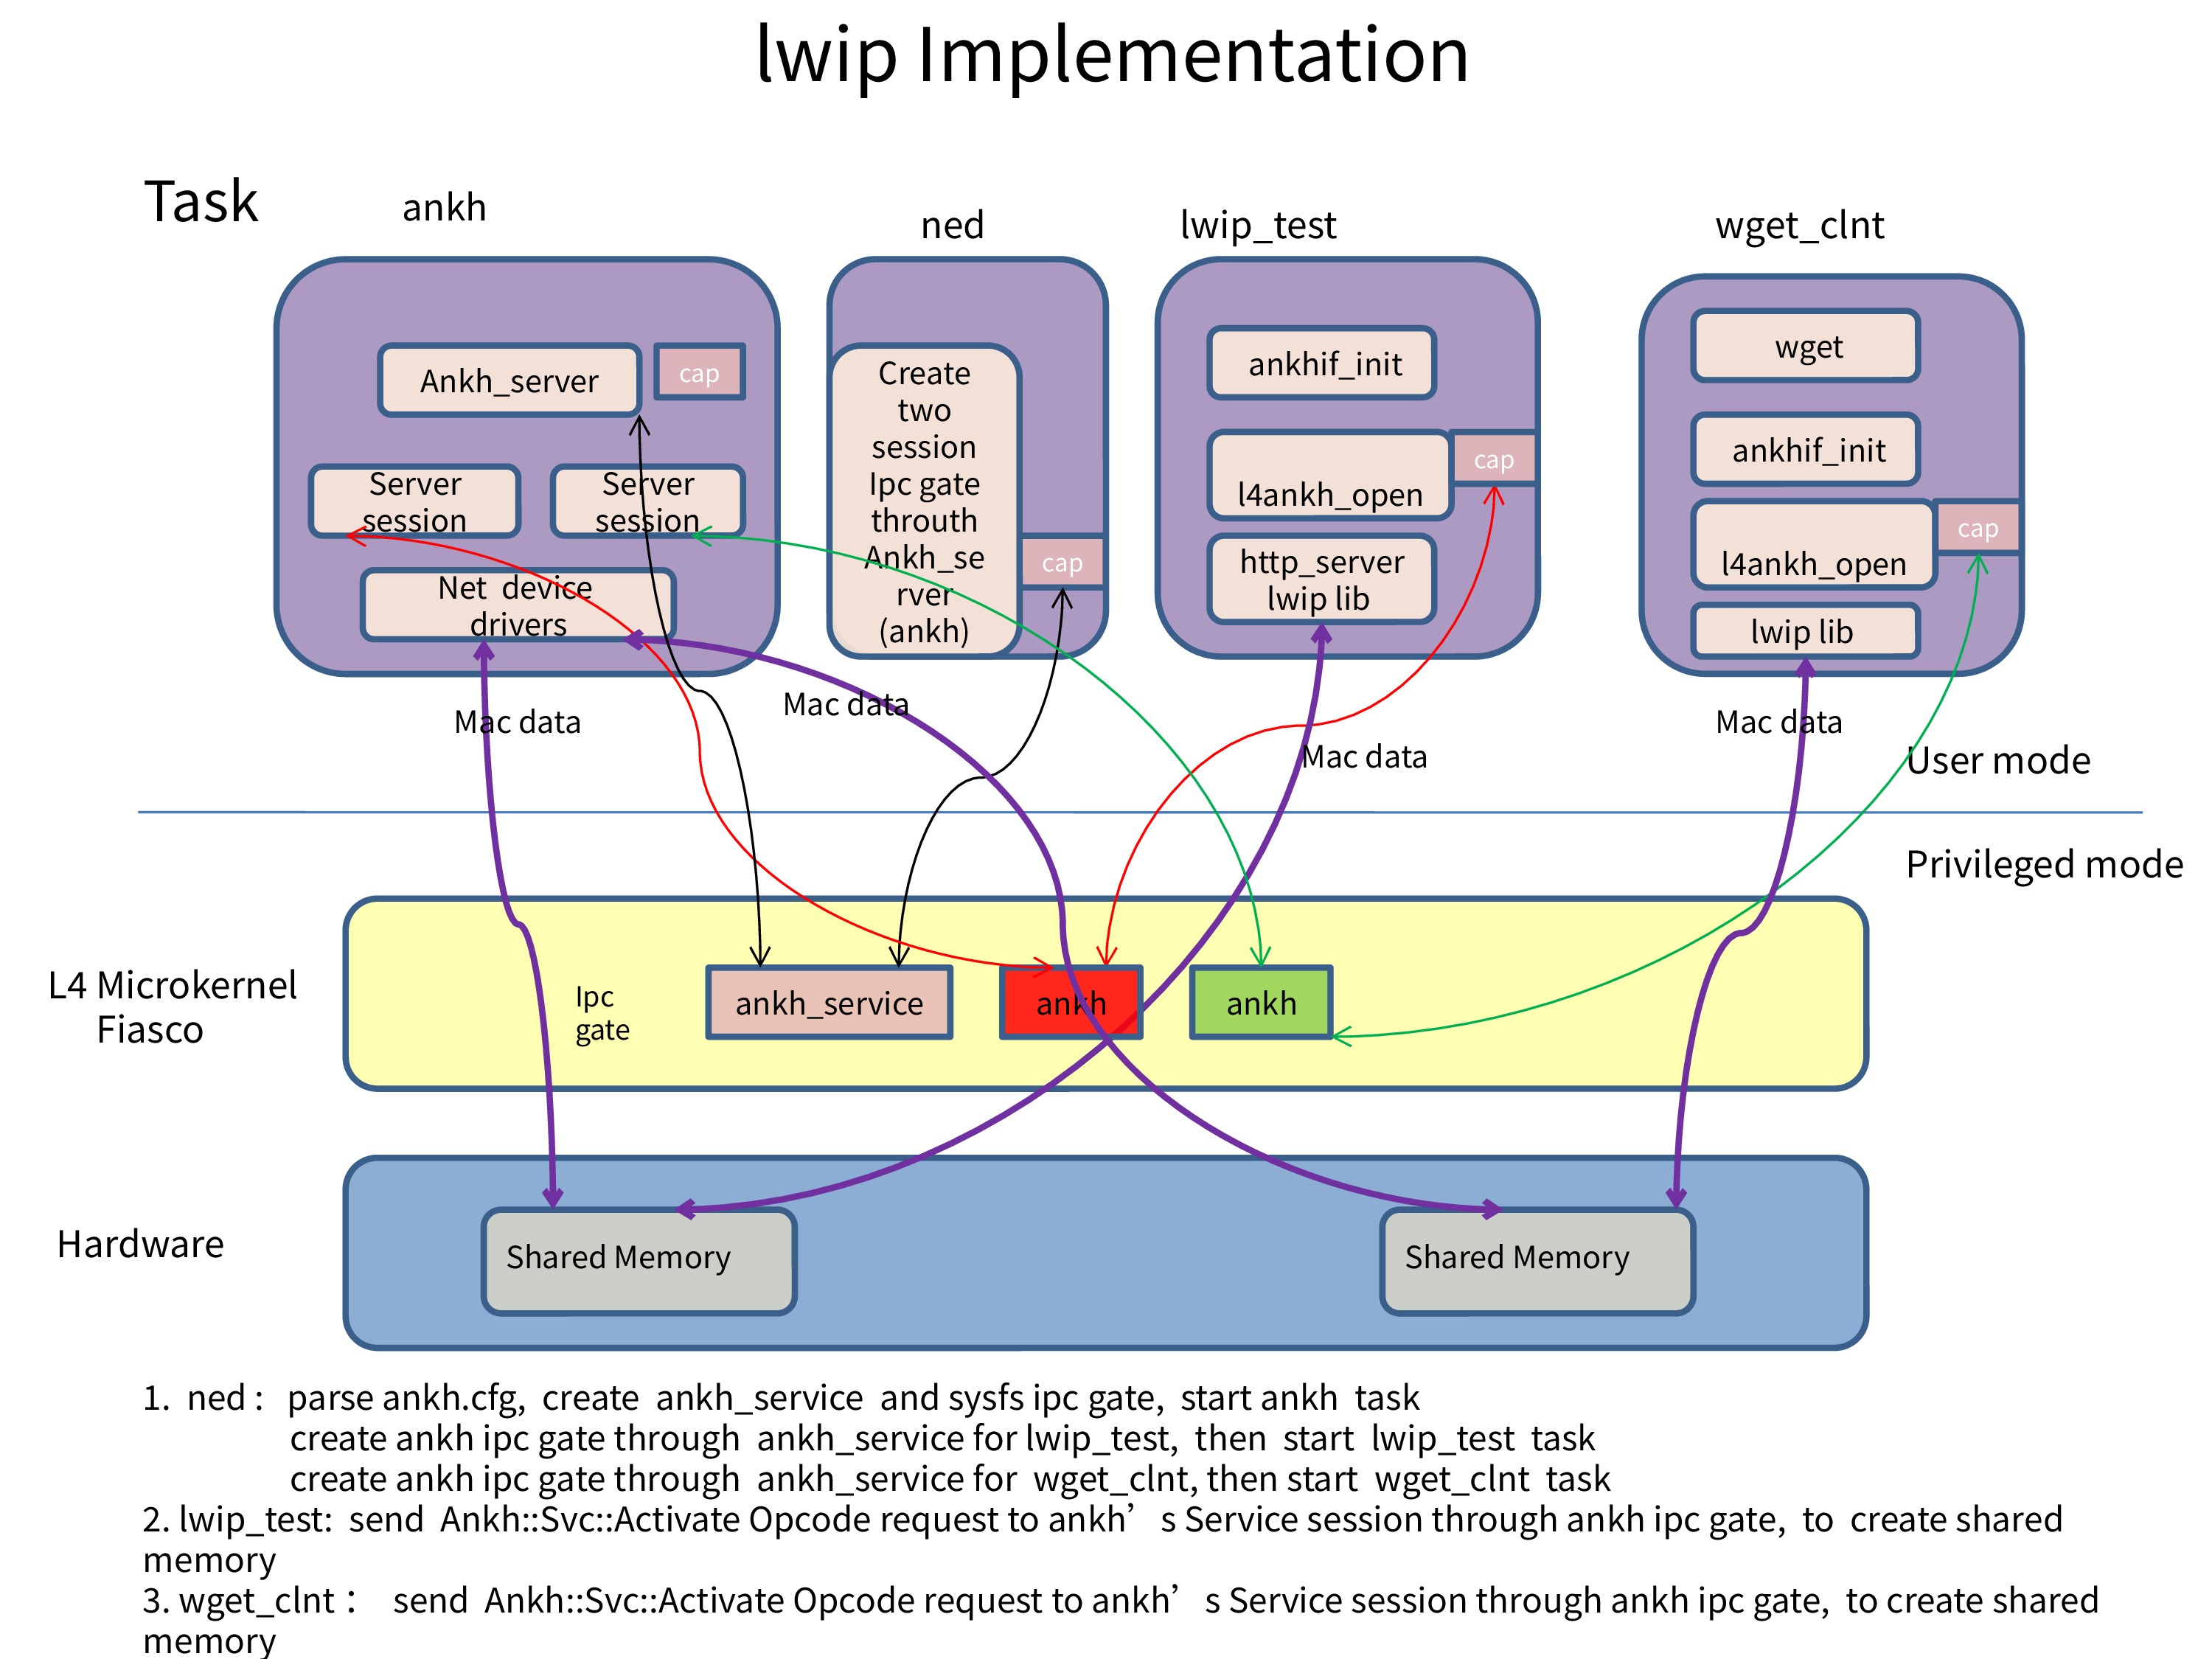 lwip Implementation
Task
ankh
ned
lwip_test
wget_clnt
Ankh_server
cap
Server
session
Server
session
Net  device
drivers
Create
two
session
Ipc gate
throuth
Ankh_se
rver
(ankh)
cap
ankhif_init
l4ankh_open
cap
http_server
lwip lib
wget
ankhif_init
l4ankh_open
cap
lwip lib
Mac data
Mac data
Mac data
Mac data
User mode
Privileged mode
L4 Microkernel
Fiasco
Ipc
gate
ankh_service
ankh
ankh
Hardware
Shared Memory
Shared Memory
1.  ned :   parse ankh.cfg,  create  ankh_service  and sysfs ipc gate,  start ankh  task
create ankh ipc gate through  ankh_service for lwip_test,  then  start  lwip_test  task
create ankh ipc gate through  ankh_service for  wget_clnt, then start  wget_clnt  task
2. lwip_test:  send  Ankh::Svc::Activate Opcode request to ankh’s Service session through ankh ipc gate,  to  create shared
memory
3. wget_clnt：  send  Ankh::Svc::Activate Opcode request to ankh’s Service session through ankh ipc gate,  to create shared
memory